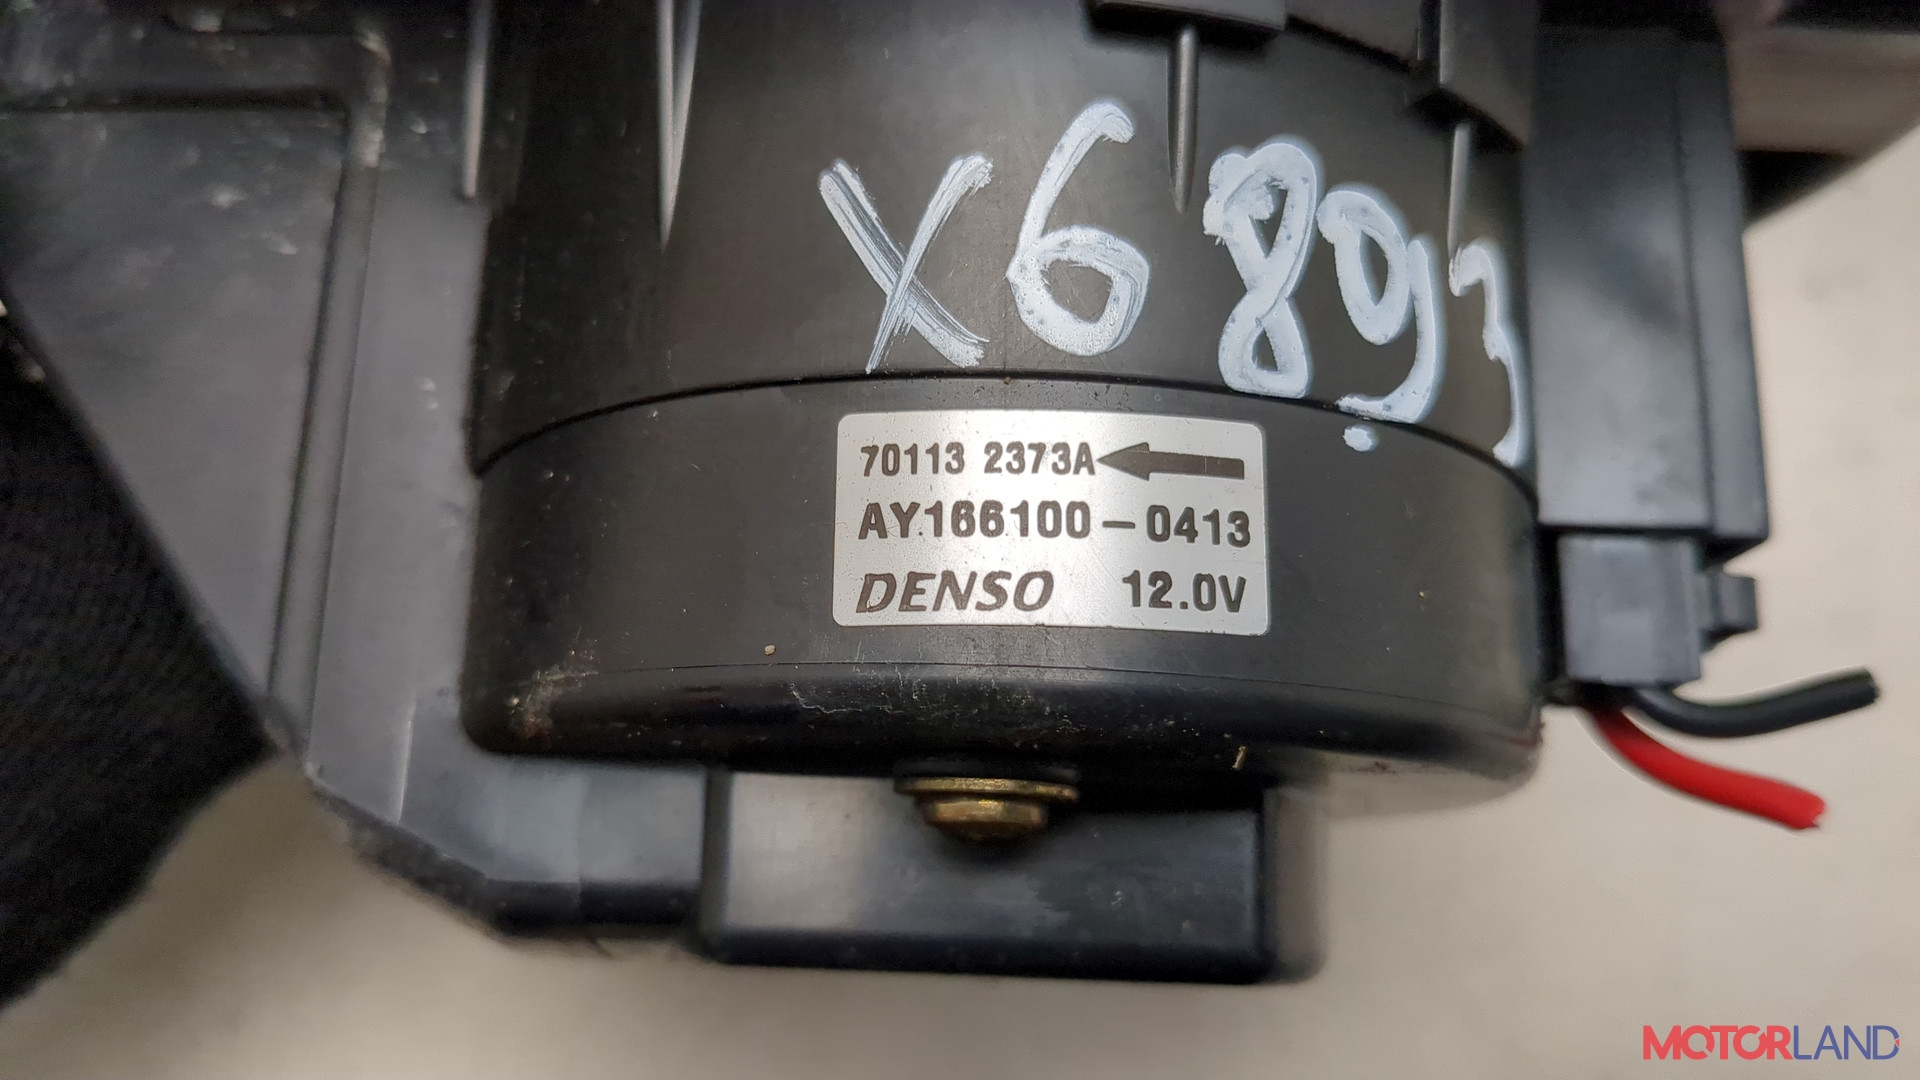 X6893
70113 2373A
AY166100-0413
DENSO 12.0V
MOTORLAND